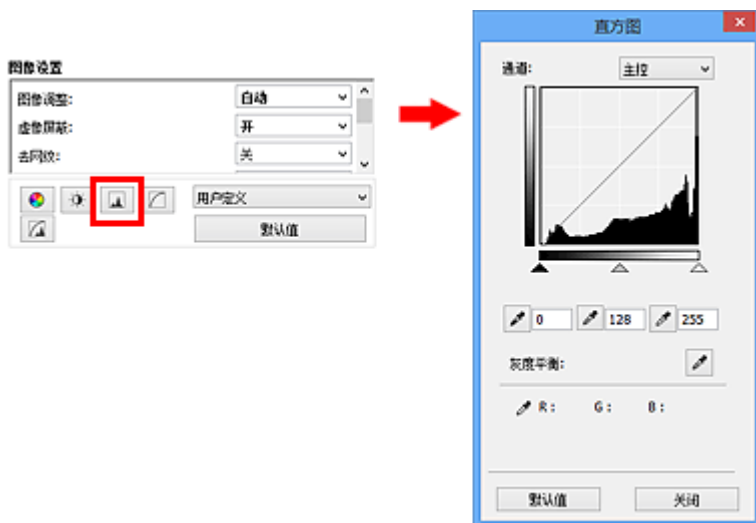 图像设置
图像调整: 自动
虚像屏蔽: 开
去网纹: 关
用户定义
默认值
直方图
通道: 主控
0 128 255
灰度平衡:
R: G: B:
默认值 关闭